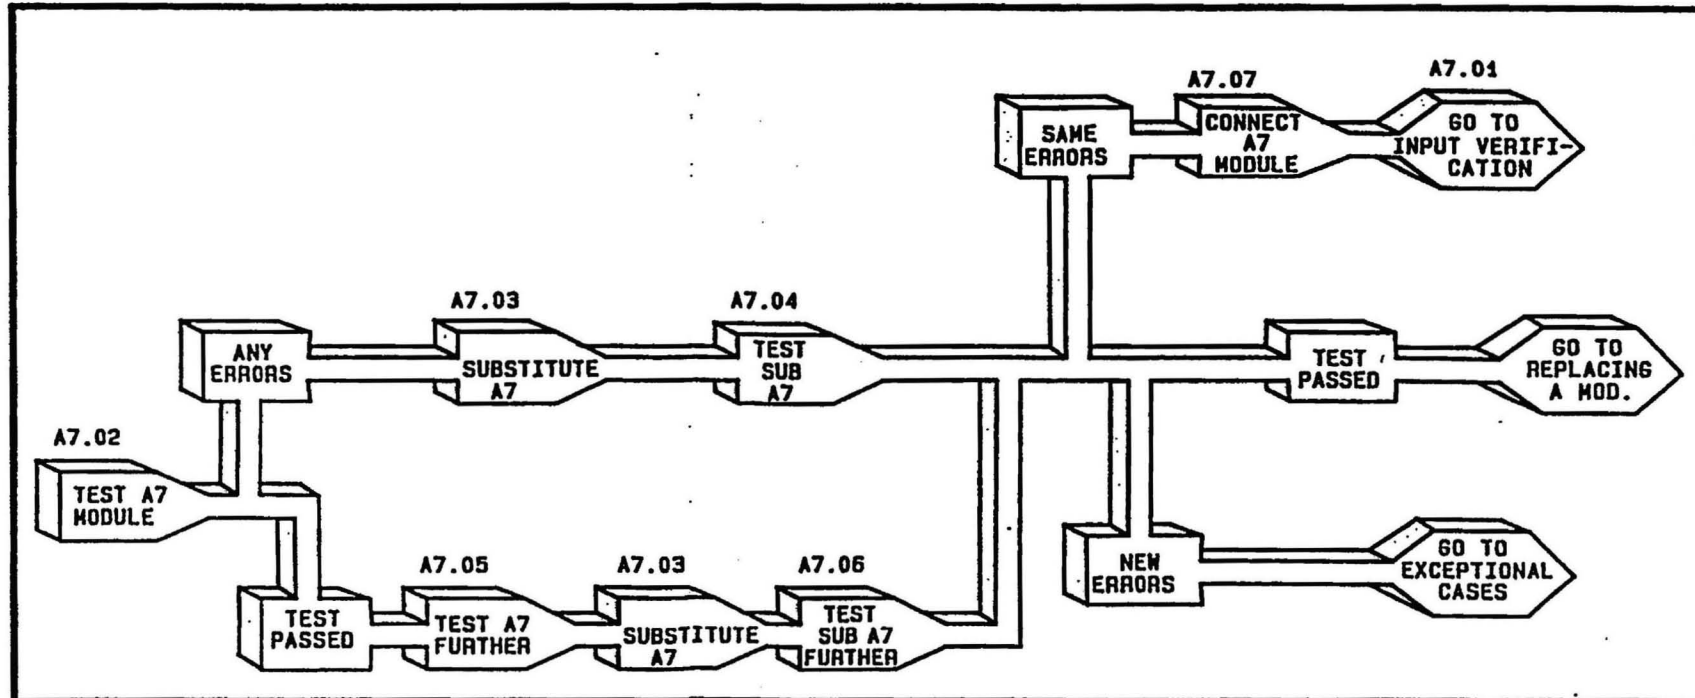 A7.01
A7.07
SAME
ERRORS
CONNECT
A7
MODULE
GO TO
INPUT VERIFI-
CATION
A7.03
A7.04
ANY
ERRORS
SUBSTITUTE
A7
TEST
SUB
A7
TEST
PASSED
GO TO
REPLACING
A MOD.
A7.02
TEST A7
MODULE
A7.05
A7.03
A7.06
TEST
PASSED
TEST A7
FURTHER
SUBSTITUTE
A7
TEST
SUB A7
FURTHER
NEW
ERRORS
GO TO
EXCEPTIONAL
CASES